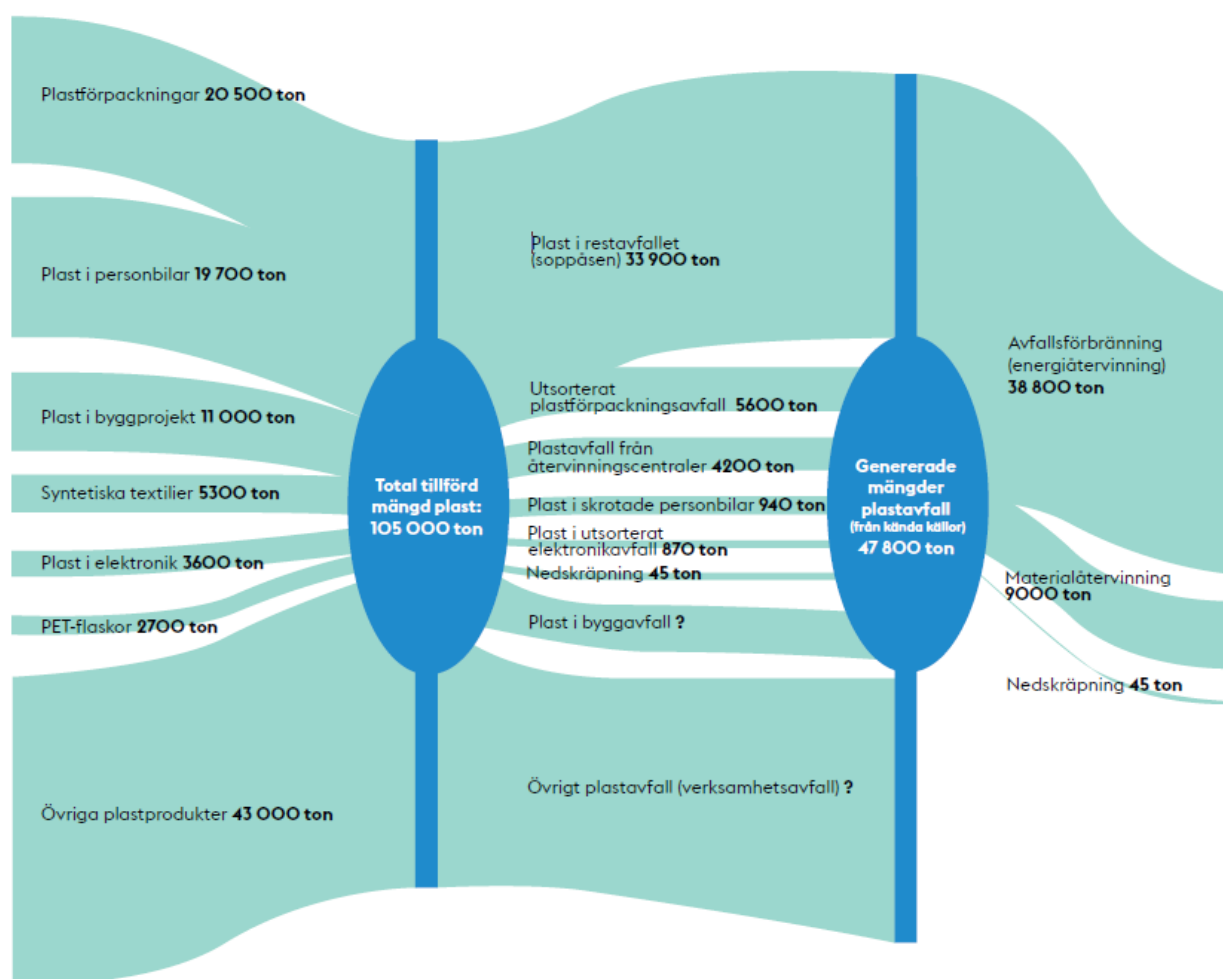 Plastförpackningar 20 500 ton
Plast i personbilar 19 700 ton
Plast i byggprojekt 11 000 ton
Syntetiska textilier 5300 ton
Plast i elektronik 3600 ton
PET-flaskor 2700 ton
Övriga plastprodukter 43 000 ton
Total tillförd
mängd plast:
105 000 ton
Plast i restavfallet
(soppåsen) 33 900 ton
Utsorterat
plastförpackningsavfall 5600 ton
Plastavfall från
återvinningscentraler 4200 ton
Plast i skrotade personbilar 940 ton
Plast i utsorterat
elektronikavfall 870 ton
Nedskräpning 45 ton
Plast i byggavfall ?
Övrigt plastavfall (verksamhetsavfall) ?
Genererade
mängder
plastavfall
(från kända källor)
47 800 ton
Avfallsförbränning
(energiåtervinning)
38 800 ton
Materialåtervinning
9000 ton
Nedskräpning 45 ton